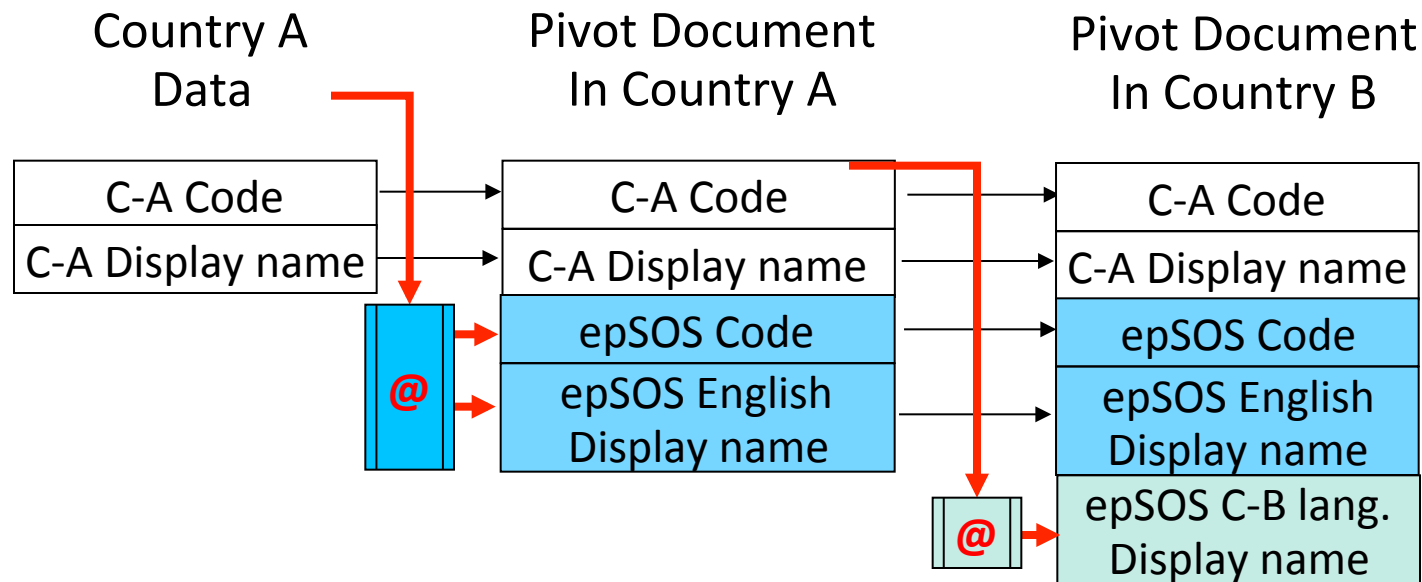 Country A
Data
Pivot Document
In Country A
Pivot Document
In Country B
C-A Code
C-A Display name
@
C-A Code
C-A Display name
epSOS Code
epSOS English
Display name
@
C-A Code
C-A Display name
epSOS Code
epSOS English
Display name
epSOS C-B lang.
Display name